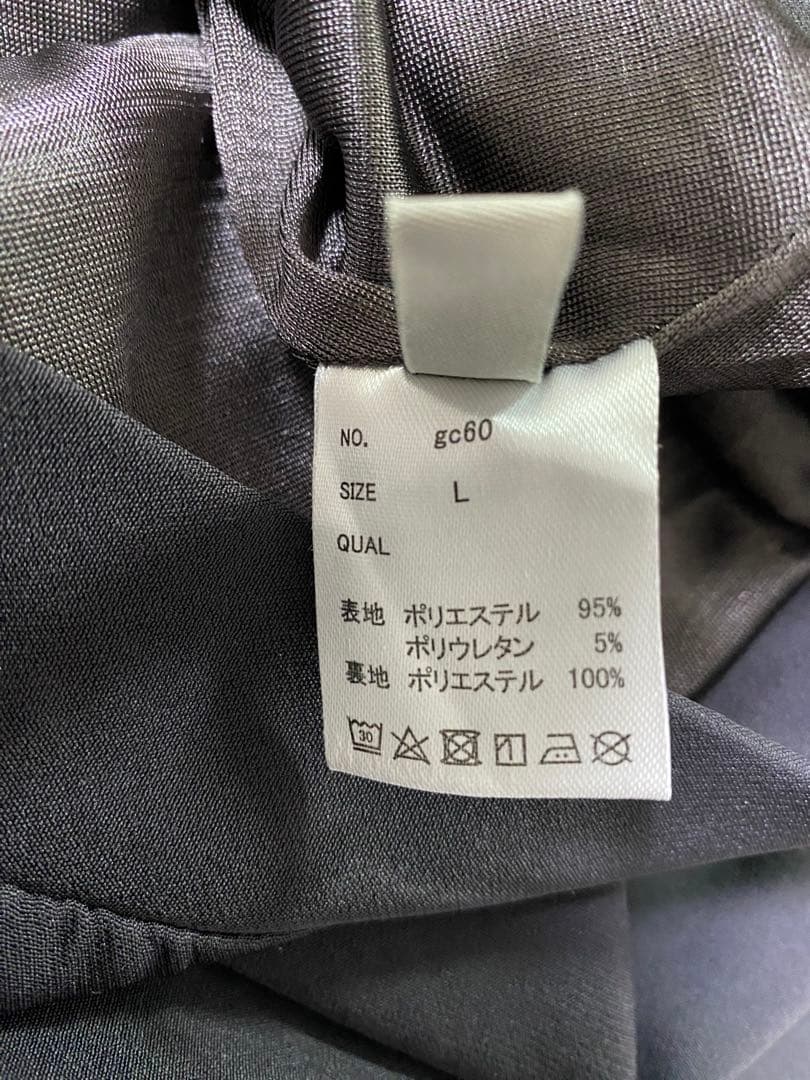 NO. gc60
SIZE L
QUAL
表地 ポリエステル 95%
ポリウレタン 5%
裏地 ポリエステル 100%
30